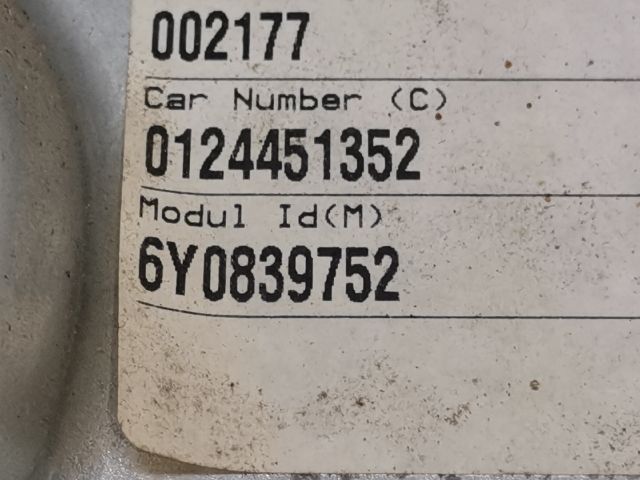 002177
Car Number (C)
0124451352
Modul Id(M)
6Y0839752